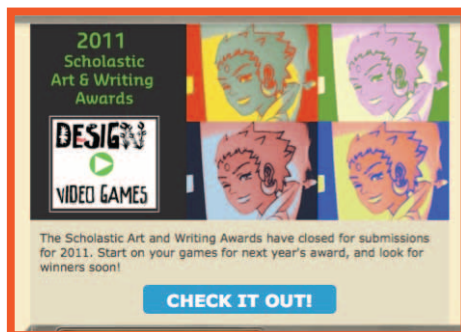 2011
Scholastic
Art & Writing
Awards
DESIGN
VIDEO GAMES
The Scholastic Art and Writing Awards have closed for submissions
for 2011. Start on your games for next year's award, and look for
winners soon!
CHECK IT OUT!